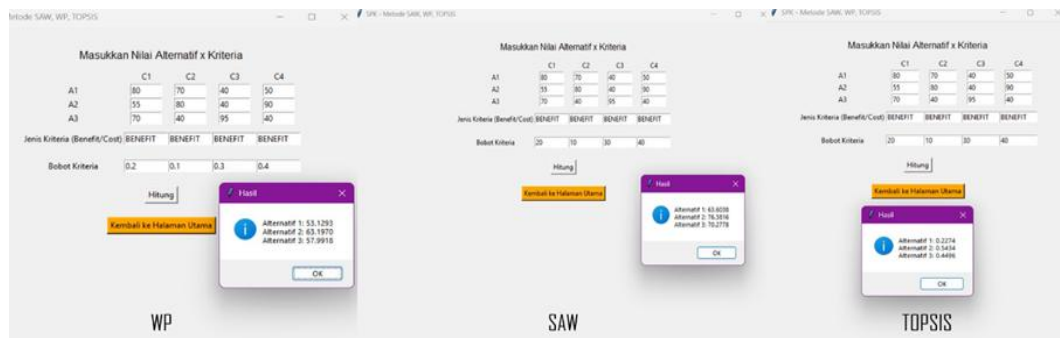 Metode SAW, WP, TOPSIS
Masukkan Nilai Alternatif x Kriteria
C1 C2 C3 C4
A1 80 70 40 50
A2 55 80 40 90
A3 70 40 95 40
Jenis Kriteria (Benefit/Cost) BENEFIT BENEFIT BENEFIT BENEFIT
Bobot Kriteria 0.2 0.1 0.3 0.4
Hitung
Kembali ke Halaman Utama
Hasil
Alternatif 1: 53.1293
Alternatif 2: 63.1970
Alternatif 3: 57.9918
OK
WP
SPK - Metode SAW, WP, TOPSIS
Masukkan Nilai Alternatif x Kriteria
C1 C2 C3 C4
A1 80 70 40 50
A2 55 80 40 90
A3 70 40 95 40
Jenis Kriteria (Benefit/Cost) BENEFIT BENEFIT BENEFIT BENEFIT
Bobot Kriteria 20 10 30 40
Hitung
Kembali ke Halaman Utama
Hasil
Alternatif 1: 63.6038
Alternatif 2: 76.3816
Alternatif 3: 70.2778
OK
SAW
SPK - Metode SAW, WP, TOPSIS
Masukkan Nilai Alternatif x Kriteria
C1 C2 C3 C4
A1 80 70 40 50
A2 55 80 40 90
A3 70 40 95 40
Jenis Kriteria (Benefit/Cost) BENEFIT BENEFIT BENEFIT BENEFIT
Bobot Kriteria 20 10 30 40
Hitung
Kembali ke Halaman Utama
Hasil
Alternatif 1: 0.2274
Alternatif 2: 0.5434
Alternatif 3: 0.4496
OK
TOPSIS